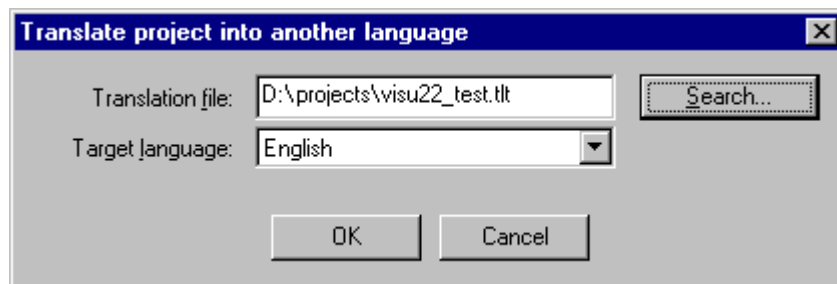 Translate project into another language
Translation file: D:\projects\visu22_test.tlt Search...
Target language: English
OK Cancel